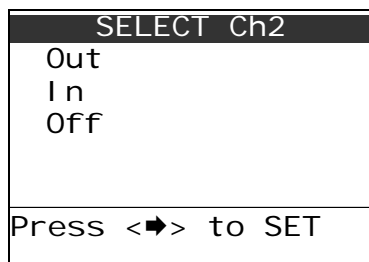 SELECT Ch2
Out
In
Off
Press <➡> to SET